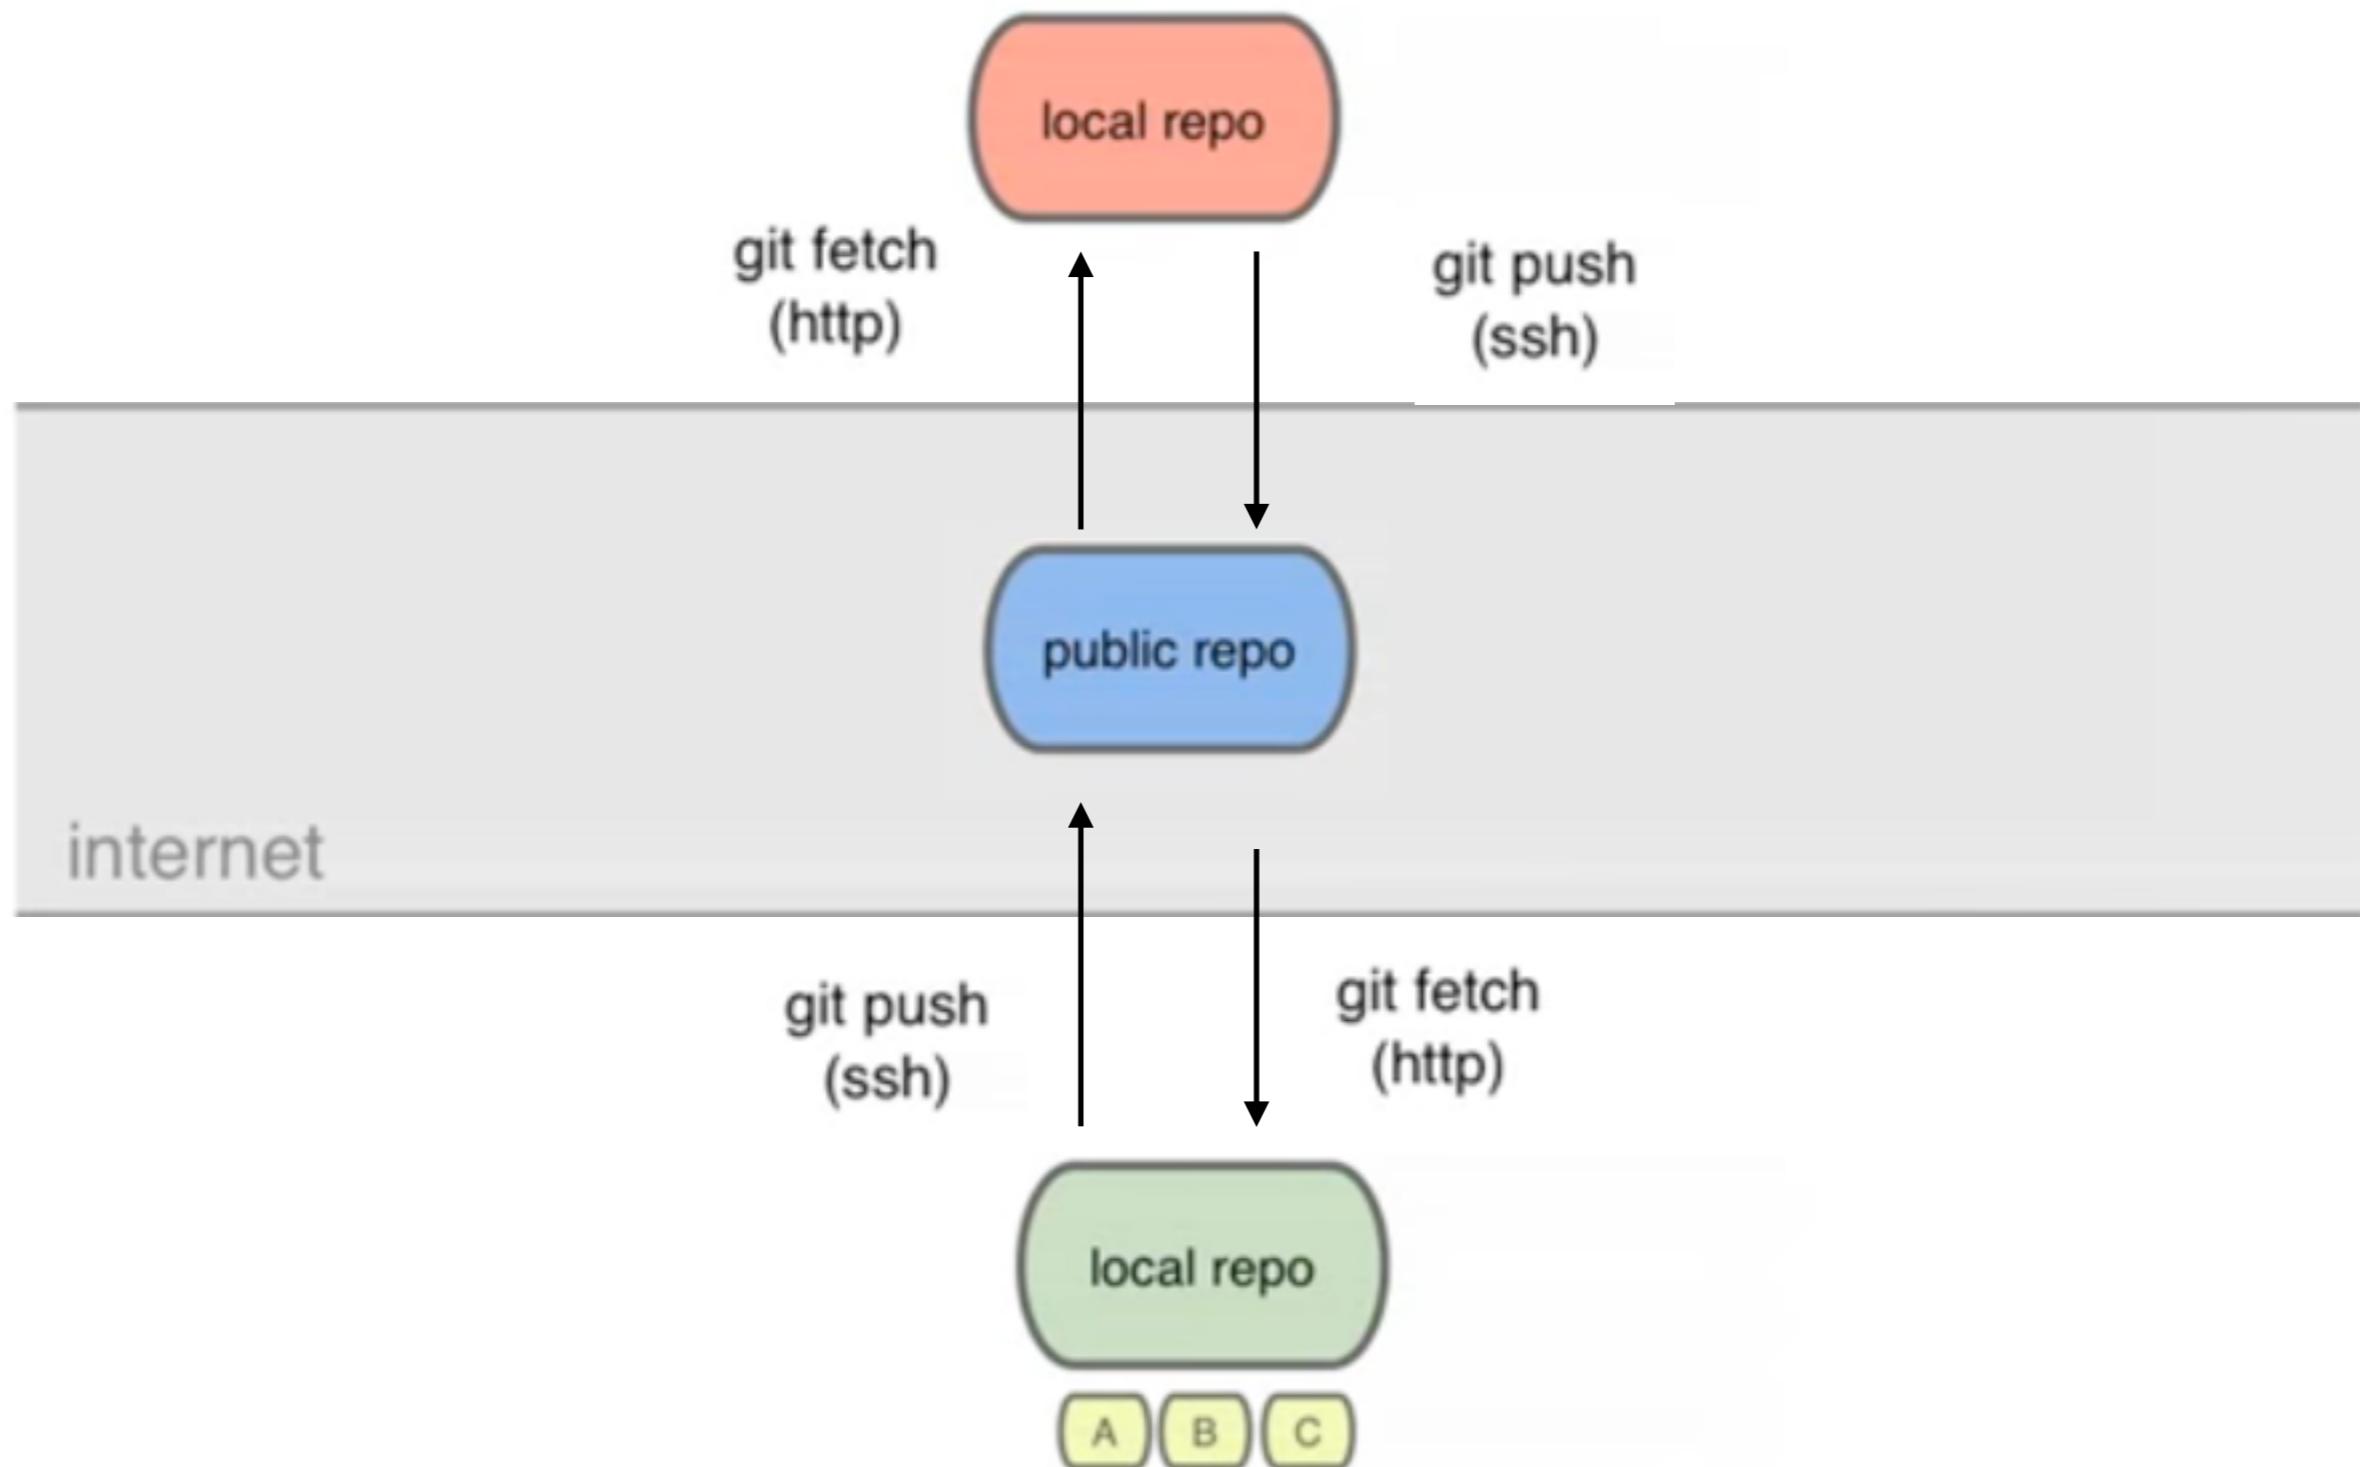 local repo
git fetch
(http)
git push
(ssh)
public repo
internet
git push
(ssh)
git fetch
(http)
local repo
A B C